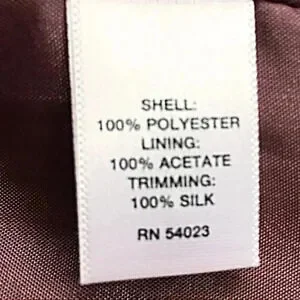 SHELL:
100% POLYESTER
LINING:
100% ACETATE
TRIMMING:
100% SILK
RN 54023